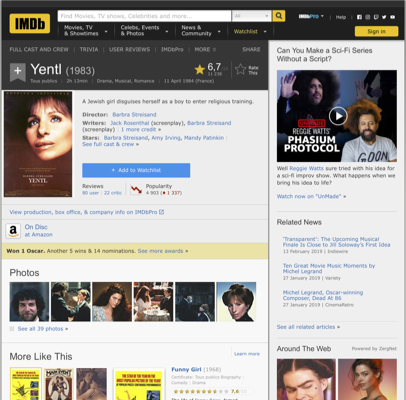 IMDb
Find Movies, TV shows, Celebrities and more...
All
IMDbPro
Help
Movies, TV
& Showtimes
Celebs, Events
& Photos
News &
Community
Watchlist
Sign in
FULL CAST AND CREW | TRIVIA | USER REVIEWS | IMDbPro | MORE
SHARE
Yentl (1983)
Tous publics | 2h 13min | Drama, Musical, Romance | 11 April 1984 (France)
6,7
Rate
This
A Jewish girl disguises herself as a boy to enter religious training.
Director: Barbra Streisand
Writers: Jack Rosenthal (screenplay), Barbra Streisand
(screenplay) | 1 more credit »
Stars: Barbra Streisand, Amy Irving, Mandy Patinkin |
See full cast & crew »
YENTL
+ Add to Watchlist
Reviews
80 user | 22 critic
Popularity
4 903 ( 1 337)
View production, box office, & company info on IMDbPro
On Disc
at Amazon
Won 1 Oscar. Another 5 wins & 14 nominations. See more awards »
Photos
See all 39 photos »
More Like This
Learn more
Funny Girl (1968)
Certificate: Tous publics Biography |
Comedy | Drama
7,6
Can You Make a Sci-Fi Series
Without a Script?
REGGIE WATTS'
PHASIUM
PROTOCOL
Well Reggie Watts sure tried with his idea for
a sci-fi improv show. What happens when we
bring his idea to life?
Watch now on "UnMade" »
Related News
'Transparent': The Upcoming Musical
Finale Is Close to Jill Soloway's First Idea
13 February 2019 | Indiewire
Ten Great Movie Music Moments by
Michel Legrand
27 January 2019 | Variety
Michel Legrand, Oscar-winning
Composer, Dead At 86
27 January 2019 | CinemaRetro
See all related articles »
Around The Web
Powered by ZergNet